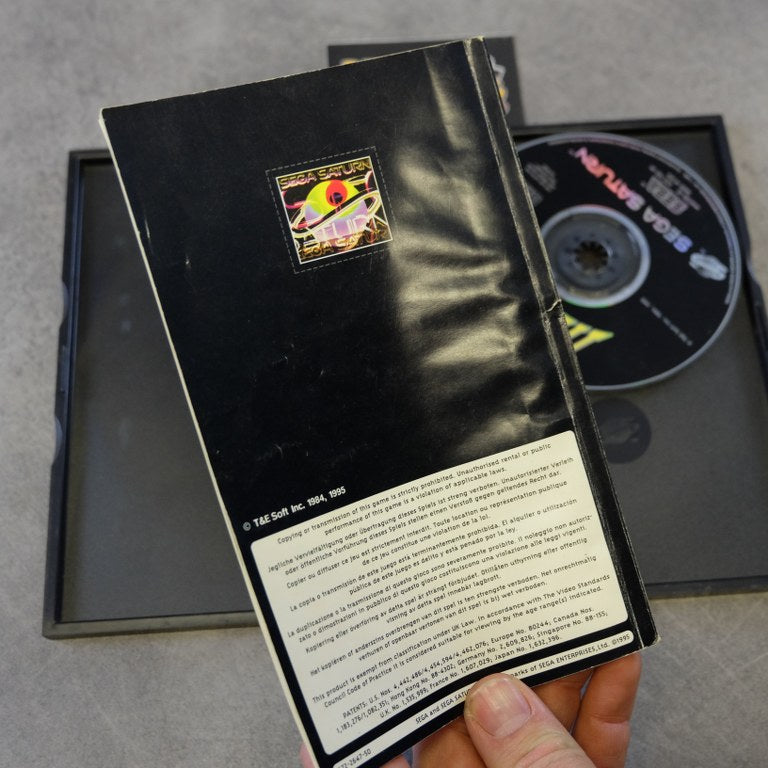 SEGA SATURN
SEGA SATURN
© T&E Soft Inc. 1984, 1995
Copying or transmission of this game is strictly prohibited. Unauthorised rental or public
performance of this game is a violation of applicable laws.
Jegliche Vervielfältigung oder Übertragung dieses Spiels ist streng verboten. Unautorisierter Verleih
oder öffentliche Vorführung dieses Spiels stellen einen Verstoß gegen geltendes Recht dar.
Copier ou diffuser ce jeu est strictement interdit. Toute location ou représentation publique
de ce jeu constitue une violation de la loi.
La copia o transmisión de este juego está terminantemente prohibida. El alquiler o utilización
pública de este juego es delito y está penado por la ley.
La duplicazione o la trasmissione di questo gioco sono severamente proibite. Il noleggio non autoriz-
zato o dimostrazioni in pubblico di questo gioco costituiscono una violazione alle leggi vigenti.
Kopiering eller överföring av detta spel är strängt förbjudet. Otillåten uthyrning eller offentlig
visning av detta spel innebär lagbrott.
Het kopiëren of anderszins overbrengen van dit spel is ten strengste verboden. Het onrechtmatig
verhuren of openbaar vertonen van dit spel is bij wet verboden.
This product is exempt from classification under UK Law. In accordance with The Video Standards
Council Code of Practice it is considered suitable for viewing by the age range(s) indicated.
PATENTS: U.S. Nos. 4,442,486/4,454,594/4,462,076; Europe No. 80244; Canada Nos.
1,183,276/1,082,351; Hong Kong No. 88-4302; Germany No. 2,609,826; Singapore No. 88-155;
U.K. No. 1,535,999; France No. 1,607,029; Japan No. 1,632,396.
SEGA and SEGA SATURN of SEGA ENTERPRISES, Ltd. ©1995
672-2647-50
SEGA SATURN